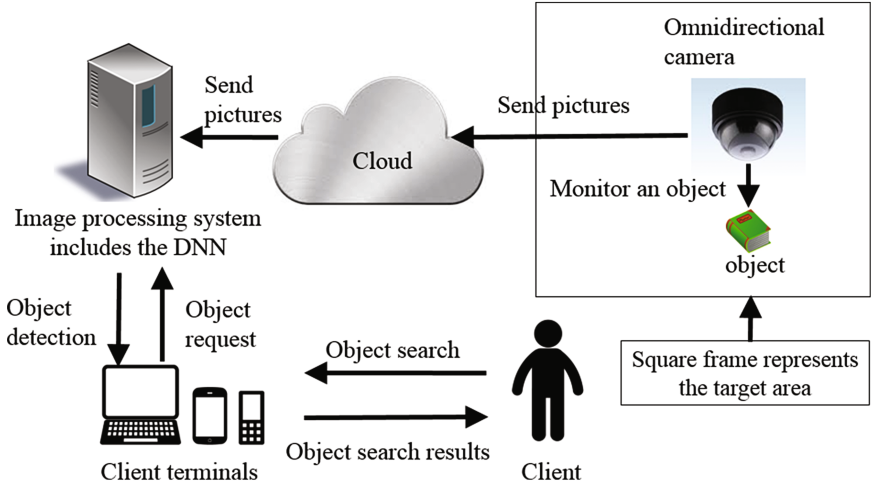 Omnidirectional
camera
Send
pictures
Send pictures
Cloud
Monitor an object
object
Image processing system
includes the DNN
Object
detection
Object
request
Object search
Square frame represents
the target area
Object search results
Client terminals
Client